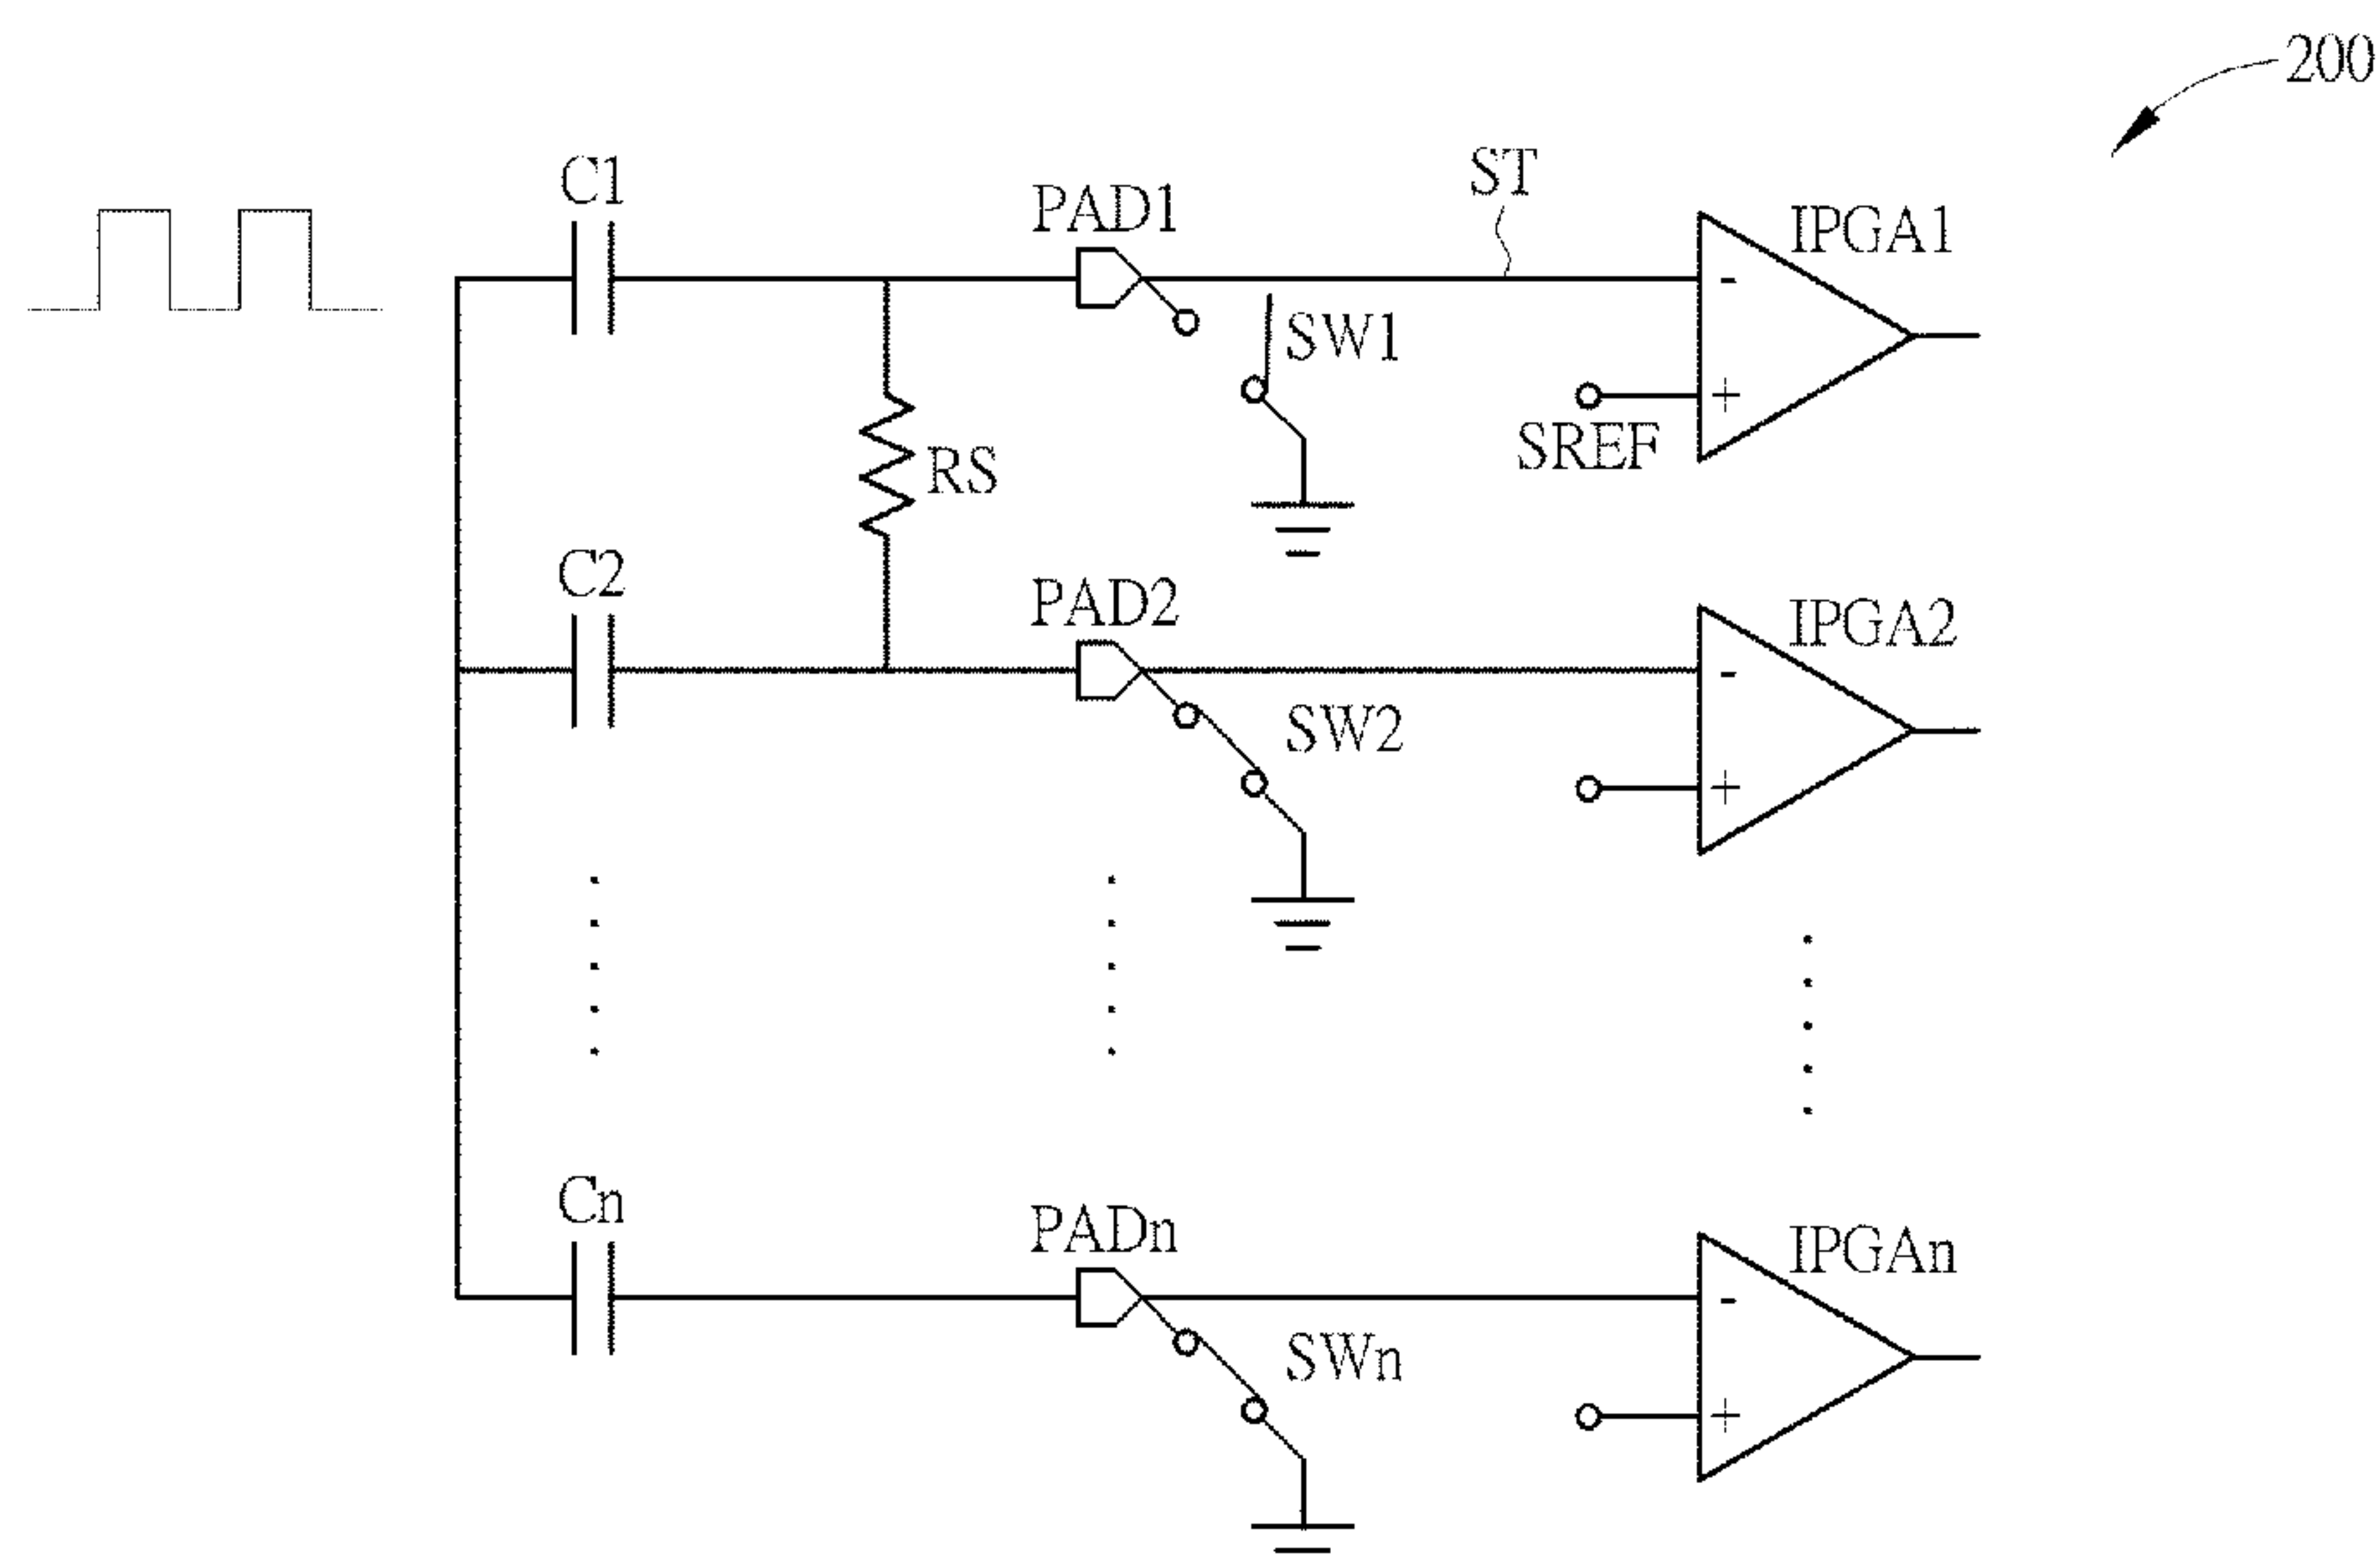 200
C1
PAD1
ST
IPGA1
-
SW1
+
SREF
RS
C2
PAD2
IPGA2
-
SW2
+
Cn
PADn
IPGAn
-
SWn
+